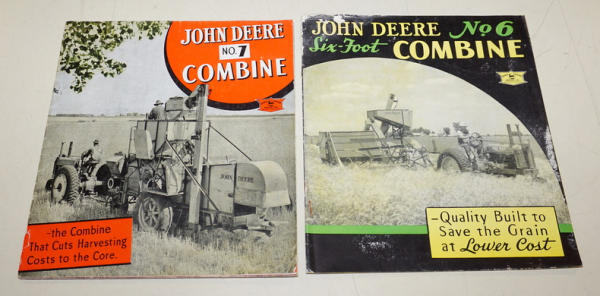 JOHN DEERE
NO. 7
COMBINE
JOHN DEERE
-the Combine
That Cuts Harvesting
Costs to the Core.
JOHN DEERE No 6
Six-Foot COMBINE
-Quality Built to
Save the Grain
at Lower Cost